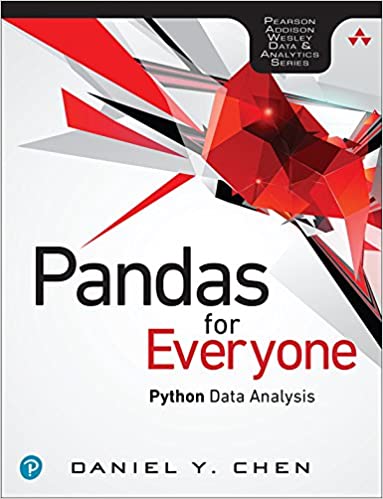 PEARSON
ADDISON
WESLEY
DATA &
ANALYTICS
SERIES
Pandas
for
Everyone
Python Data Analysis
P
DANIEL Y. CHEN